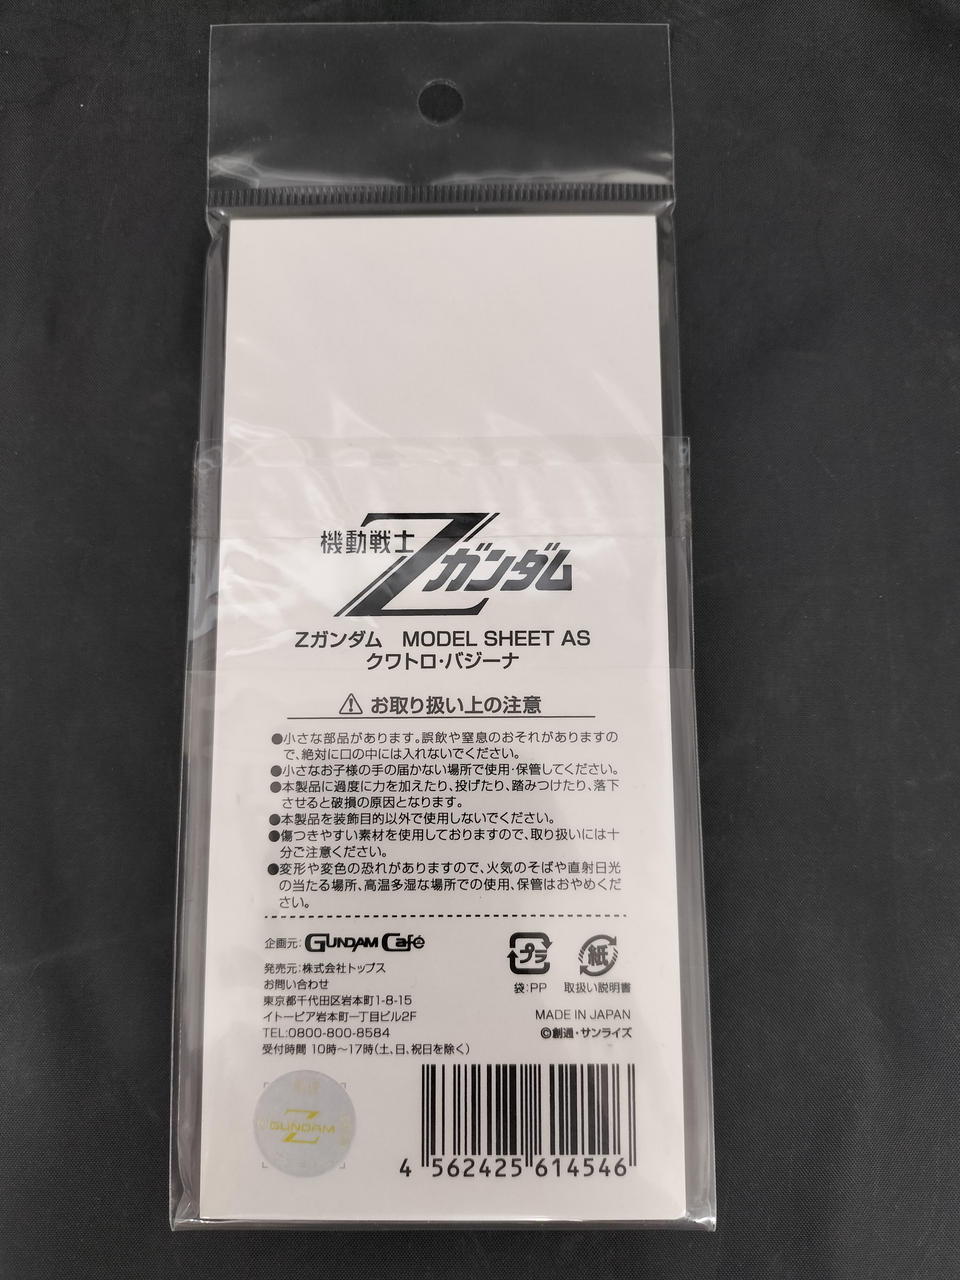 機動戦士Ζガンダム
Zガンダム MODEL SHEET AS
クワトロ・バジーナ
お取り扱い上の注意
●小さな部品があります。誤飲や窒息のおそれがありますの
で、絶対に口の中には入れないでください。
●小さなお子様の手の届かない場所で使用・保管してください。
●本製品に過度に力を加えたり、投げたり、踏みつけたり、落下
させると破損の原因となります。
●本製品を装飾目的以外で使用しないでください。
●傷つきやすい素材を使用しておりますので、取り扱いには十
分ご注意ください。
●変形や変色の恐れがありますので、火気のそばや直射日光
の当たる場所、高温多湿な場所での使用、保管はおやめくだ
さい。
企画元:GUNDAM Café
発売元:株式会社トップス
お問い合わせ
東京都千代田区岩本町1-8-15
イトーピア岩本町一丁目ビル2F
TEL:0800-800-8584
受付時間 10時〜17時(土、日、祝日を除く)
プラ
紙
袋:PP
取扱い説明書
MADE IN JAPAN
©創通・サンライズ
Z GUNDAM
4 562425 614546